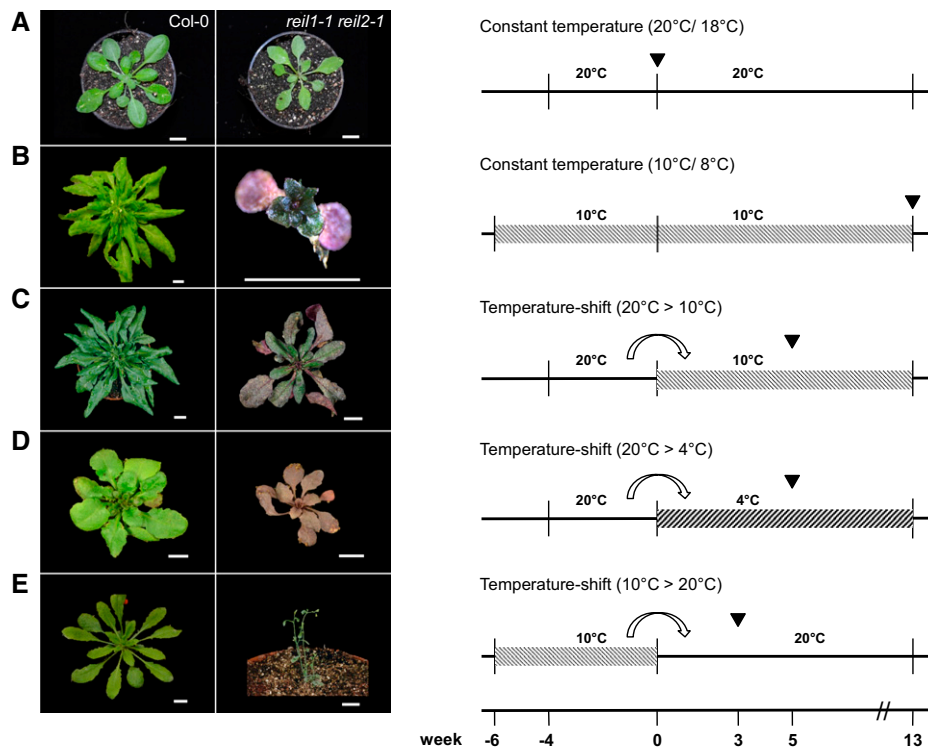 A Col-0 reil1-1 reil2-1 Constant temperature (20°C/ 18°C)
20°C 20°C
B Constant temperature (10°C/ 8°C)
10°C 10°C
C Temperature-shift (20°C > 10°C)
20°C 10°C
D Temperature-shift (20°C > 4°C)
20°C 4°C
E Temperature-shift (10°C > 20°C)
10°C 20°C
week -6 -4 0 3 5 // 13